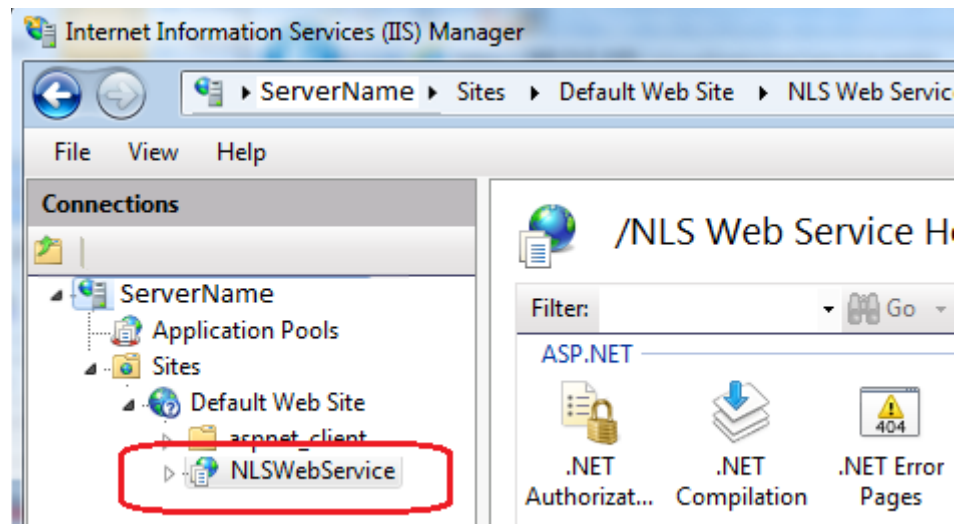 Internet Information Services (IIS) Manager
ServerName Sites Default Web Site NLS Web Servic
File View Help
Connections
/NLS Web Service H
ServerName
Filter: Go
Application Pools
ASP.NET
Sites
Default Web Site
aspnet_client
404
NLSWebService
.NET Authorizat...
.NET Compilation
.NET Error Pages